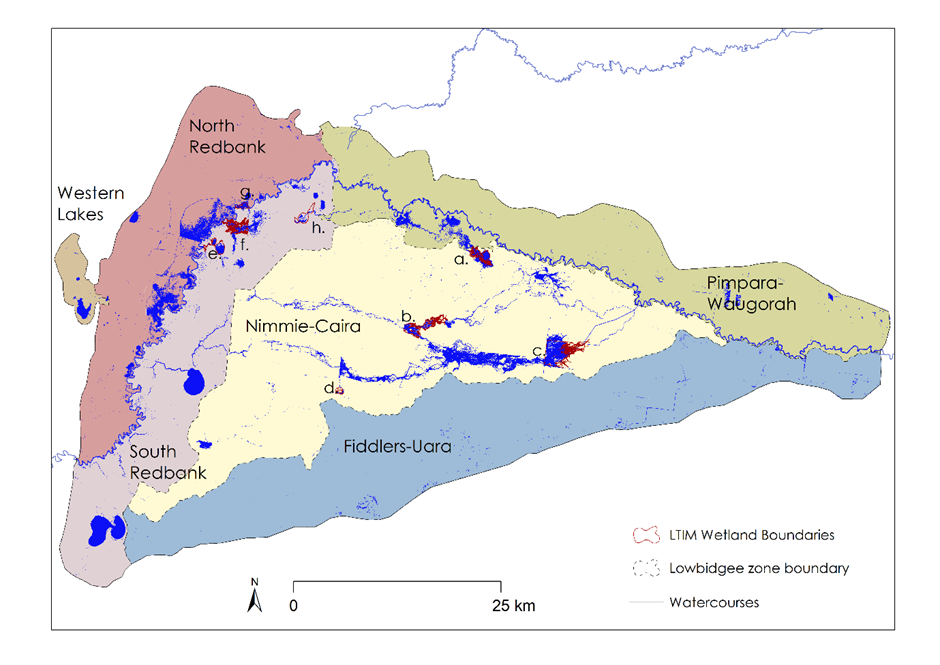 North
Redbank
Western
Lakes
g.
h.
f.
e.
a.
Pimpara-
Waugorah
b.
Nimmie-Caira
c.
d.
Fiddlers-Uara
South
Redbank
LTIM Wetland Boundaries
Lowbidgee zone boundary
Watercourses
N
0
25 km